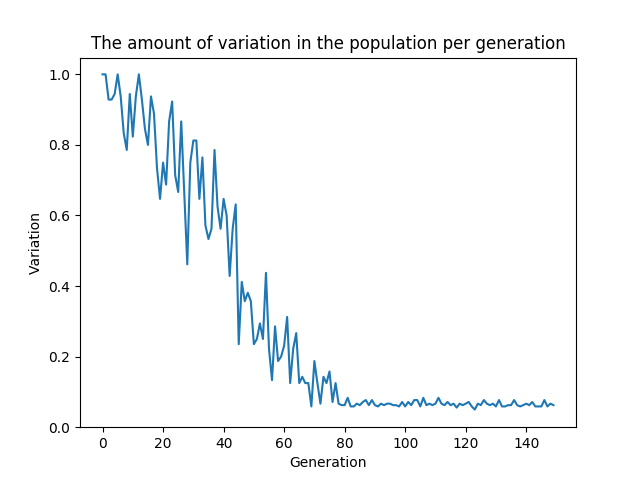 The amount of variation in the population per generation
1.0
0.8
0.6
0.4
0.2
0.0
Variation
0 20 40 60 80 100 120 140
Generation